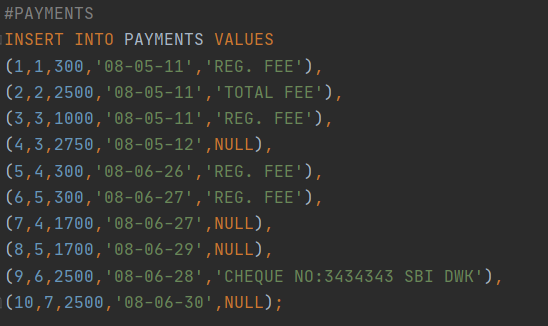 #PAYMENTS
INSERT INTO PAYMENTS VALUES
(1,1,300,'08-05-11','REG. FEE'),
(2,2,2500,'08-05-11','TOTAL FEE'),
(3,3,1000,'08-05-11','REG. FEE'),
(4,3,2750,'08-05-12',NULL),
(5,4,300,'08-06-26','REG. FEE'),
(6,5,300,'08-06-27','REG. FEE'),
(7,4,1700,'08-06-27',NULL),
(8,5,1700,'08-06-29',NULL),
(9,6,2500,'08-06-28','CHEQUE NO:3434343 SBI DWK'),
(10,7,2500,'08-06-30',NULL);